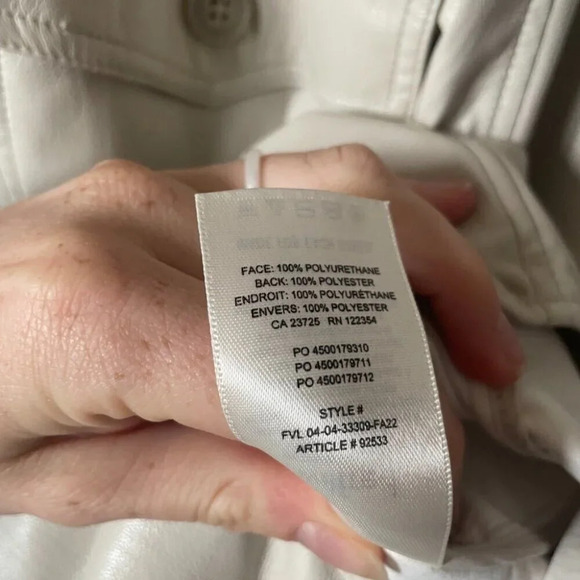 FACE: 100% POLYURETHANE
BACK: 100% POLYESTER
ENDROIT: 100% POLYURÉTHANE
ENVERS: 100% POLYESTER
CA 23725 RN 122354
PO 4500179310
PO 4500179711
PO 4500179712
STYLE #
FVL 04-04-33309-FA22
ARTICLE # 92533